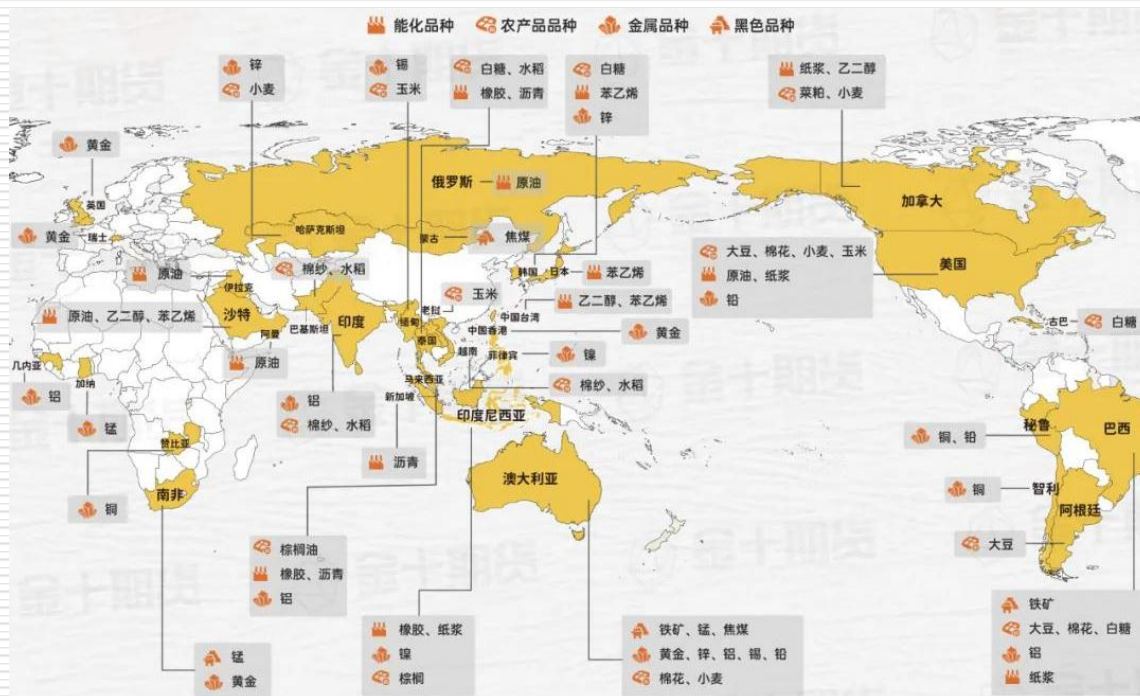 能化品种 农产品品种 金属品种 黑色品种
锌
小麦
锡
玉米
白糖、水稻
橡胶、沥青
白糖
苯乙烯
锌
纸浆、乙二醇
菜粕、小麦
黄金
英国
俄罗斯
原油
加拿大
黄金
瑞士
哈萨克斯坦
蒙古
焦煤
大豆、棉花、小麦、玉米
原油、纸浆
铅
美国
原油
伊拉克
棉纱、水稻
韩国
日本
苯乙烯
玉米
乙二醇、苯乙烯
原油、乙二醇、苯乙烯
沙特
阿曼
巴基斯坦
印度
缅甸
老挝
泰国
中国台湾
中国香港
黄金
古巴
白糖
原油
越南
菲律宾
镍
几内亚
铝
加纳
锰
马来西亚
新加坡
棉纱、水稻
铝
棉纱、水稻
印度尼西亚
秘鲁
巴西
铜、铅
赞比亚
铜
沥青
澳大利亚
南非
智利
铜
阿根廷
大豆
棕榈油
橡胶、沥青
铝
锰
黄金
橡胶、纸浆
镍
棕榈
铁矿、锰、焦煤
黄金、锌、铝、锡、铅
棉花、小麦
铁矿
大豆、棉花、白糖
铝
纸浆
金十期货